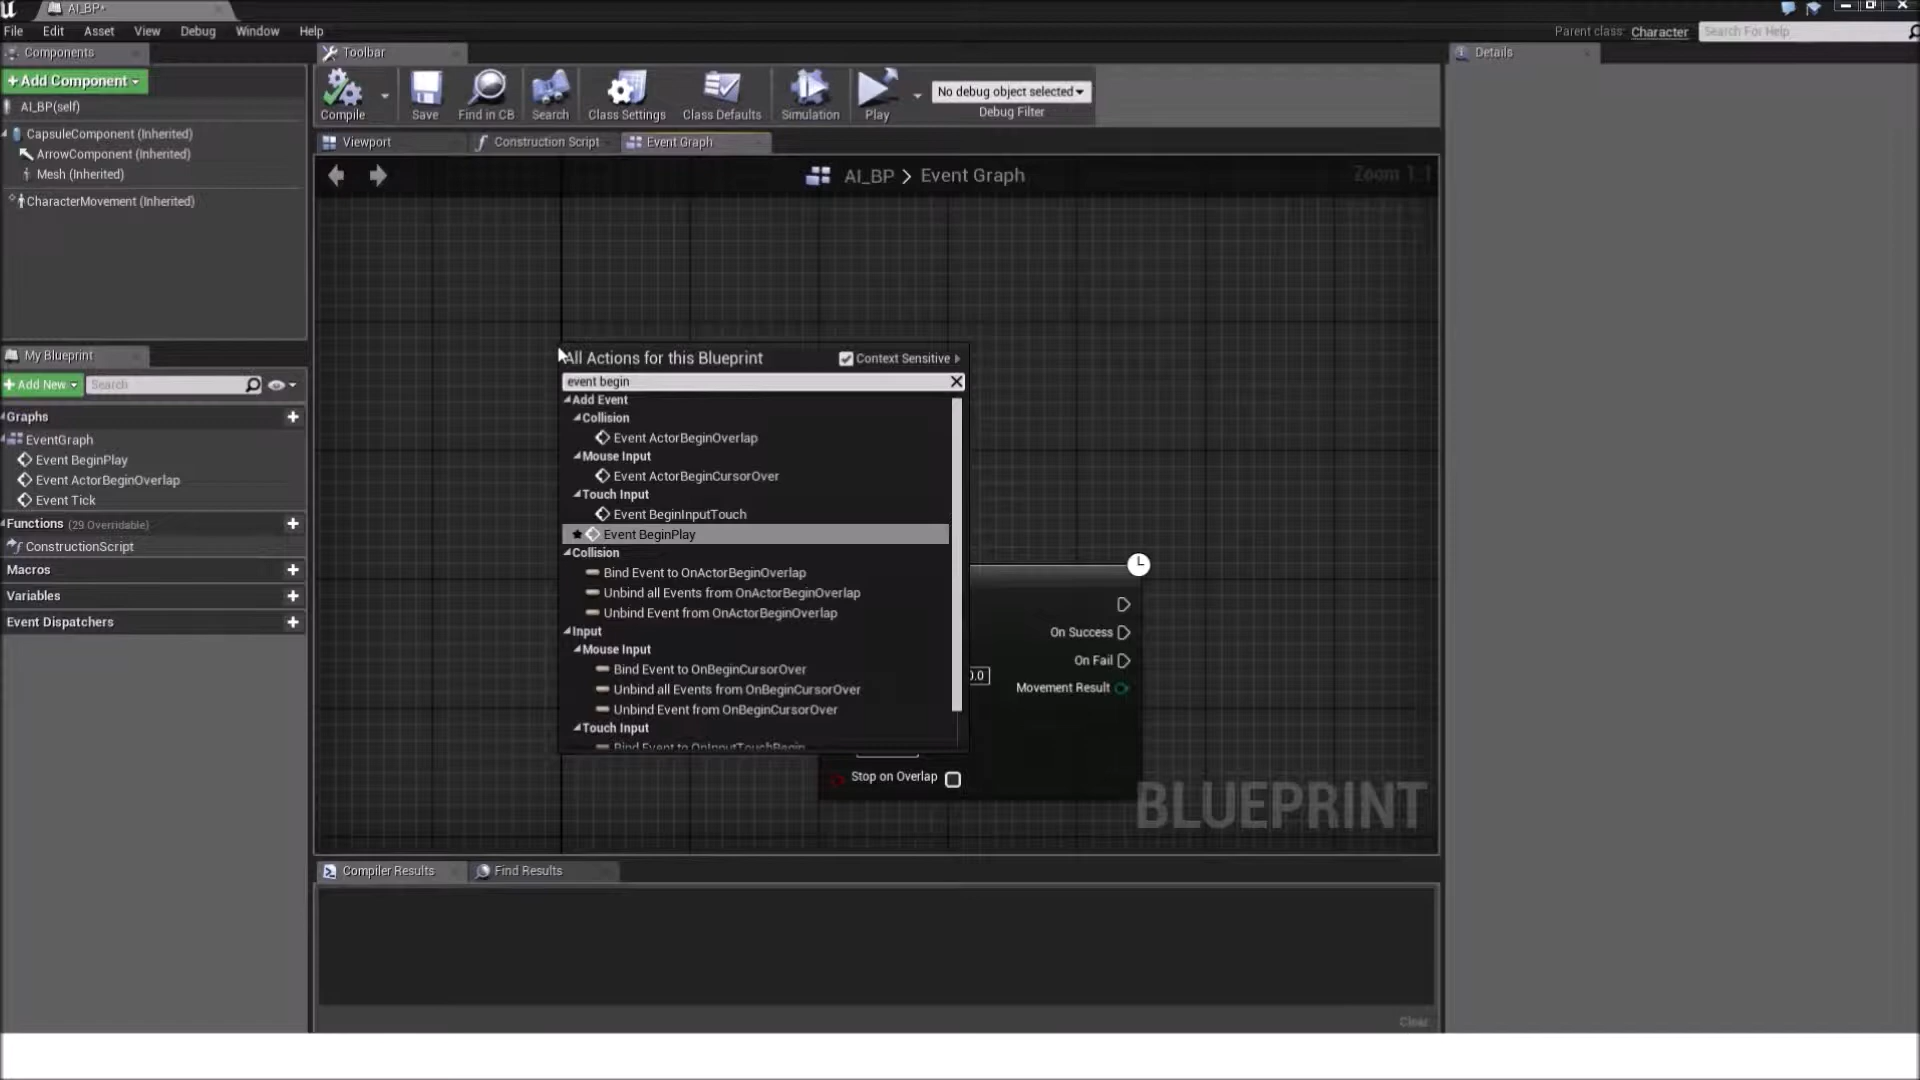 AI_BP*
File Edit Asset View Debug Window Help
Parent class: Character
Search For Help
Components
Toolbar
Details
+Add Component
Compile Save Find in CB Search Class Settings Class Defaults Simulation Play
No debug object selected
Debug Filter
AI_BP(self)
CapsuleComponent (Inherited)
ArrowComponent (Inherited)
Mesh (Inherited)
CharacterMovement (Inherited)
Viewport
Construction Script
Event Graph
AI_BP > Event Graph
Zoom 1:1
My Blueprint
+Add New
Search
Graphs
EventGraph
Event BeginPlay
Event ActorBeginOverlap
Event Tick
Functions (29 Overridable)
ConstructionScript
Macros
Variables
Event Dispatchers
All Actions for this Blueprint
Context Sensitive
event begin
Add Event
Collision
Event ActorBeginOverlap
Mouse Input
Event ActorBeginCursorOver
Touch Input
Event BeginInputTouch
Event BeginPlay
Collision
Bind Event to OnActorBeginOverlap
Unbind all Events from OnActorBeginOverlap
Unbind Event from OnActorBeginOverlap
Input
Mouse Input
Bind Event to OnBeginCursorOver
Unbind all Events from OnBeginCursorOver
Unbind Event from OnBeginCursorOver
Touch Input
Bind Event to OnInputTouchBegin
On Success
On Fail
0.0
Movement Result
Stop on Overlap
BLUEPRINT
Compiler Results
Find Results
Clear